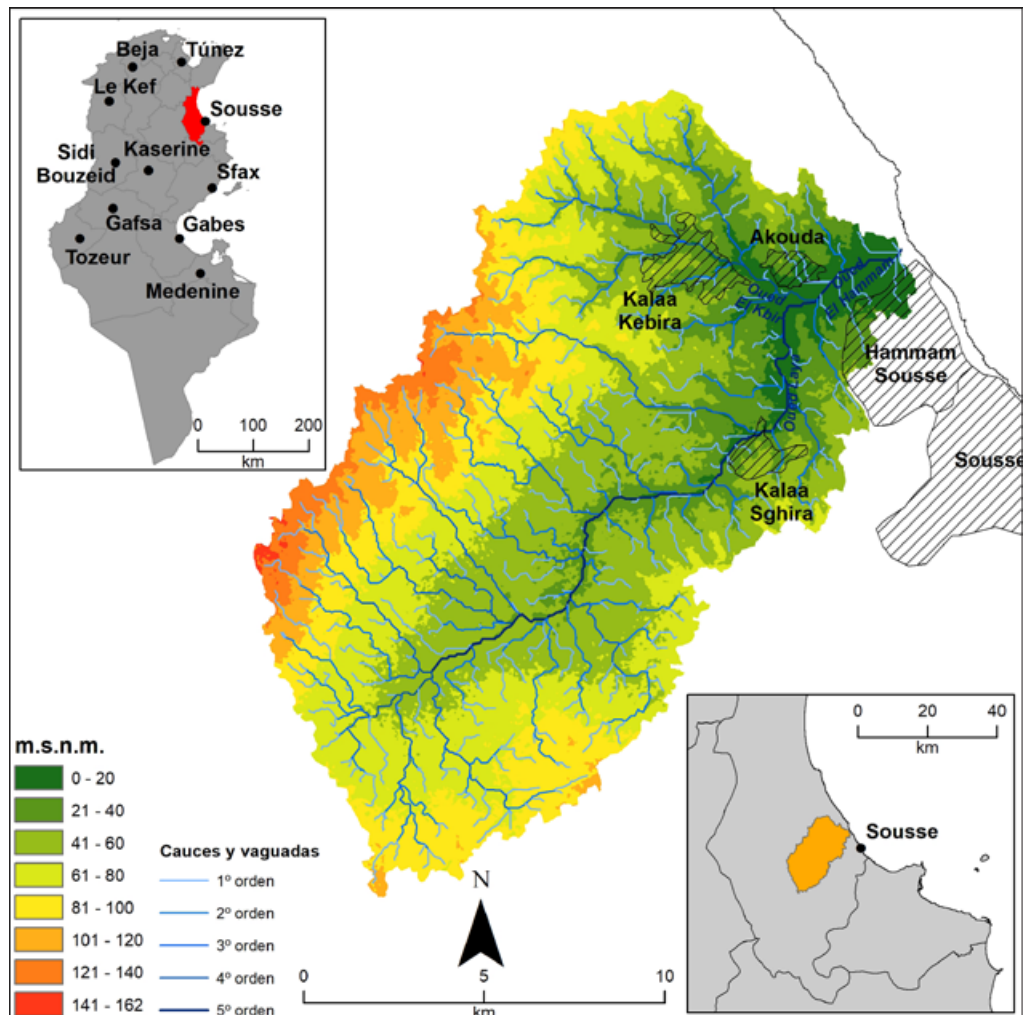 Beja
Túnez
Le Kef
Sousse
Sidi
Bouzeid
Kaserine
Sfax
Gafsa
Gabes
Tozeur
Medenine
0 100 200
km
Akouda
Kalaa
Kebira
Oued
El Kbir
Oued
El Hammam
Hammam
Sousse
Oued Laya
Sousse
Kalaa
Sghira
m.s.n.m.
0 - 20
21 - 40
41 - 60
61 - 80
81 - 100
101 - 120
121 - 140
141 - 162
Cauces y vaguadas
1º orden
2º orden
3º orden
4º orden
5º orden
N
0 5 10
km
0 20 40
km
Sousse